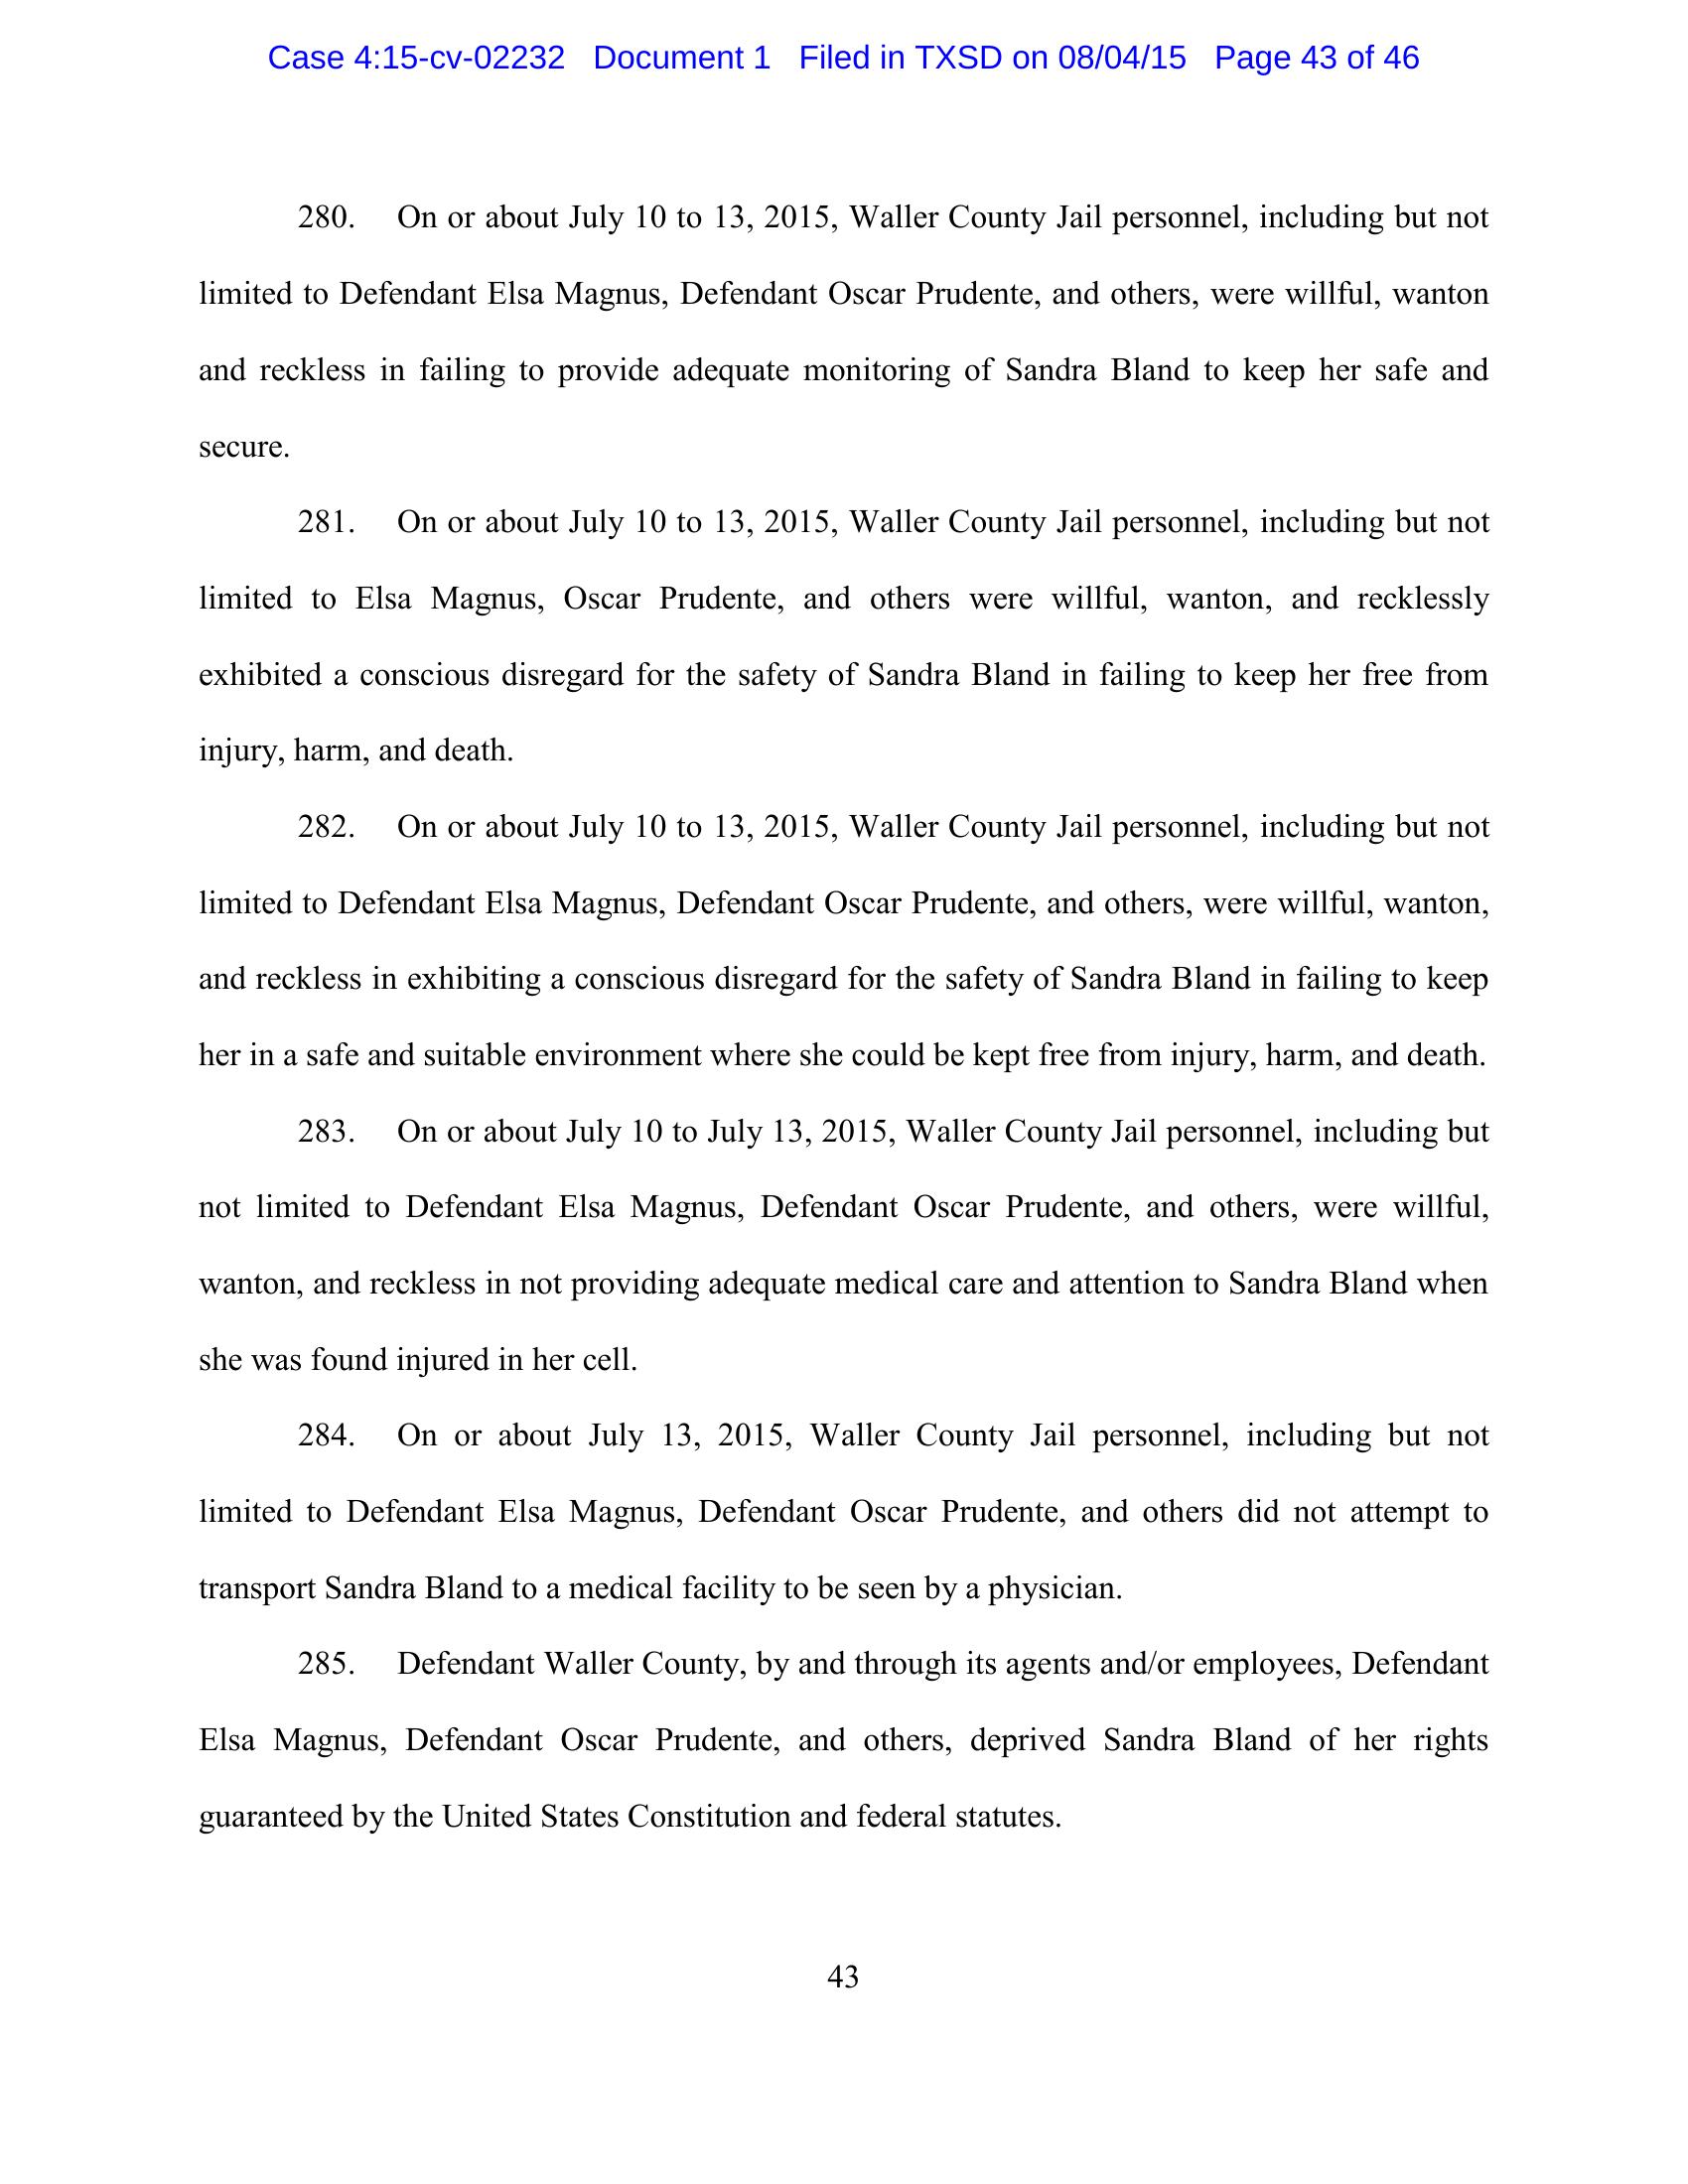 Case 4:15-cv-02232 Document 1 Filed in TXSD on 08/04/15 Page 43 of 46
280. On or about July 10 to 13, 2015, Waller County Jail personnel, including but not
limited to Defendant Elsa Magnus, Defendant Oscar Prudente, and others, were willful, wanton
and reckless in failing to provide adequate monitoring of Sandra Bland to keep her safe and
secure.
281. On or about July 10 to 13, 2015, Waller County Jail personnel, including but not
limited to Elsa Magnus, Oscar Prudente, and others were willful, wanton, and recklessly
exhibited a conscious disregard for the safety of Sandra Bland in failing to keep her free from
injury, harm, and death.
282. On or about July 10 to 13, 2015, Waller County Jail personnel, including but not
limited to Defendant Elsa Magnus, Defendant Oscar Prudente, and others, were willful, wanton,
and reckless in exhibiting a conscious disregard for the safety of Sandra Bland in failing to keep
her in a safe and suitable environment where she could be kept free from injury, harm, and death.
283. On or about July 10 to July 13, 2015, Waller County Jail personnel, including but
not limited to Defendant Elsa Magnus, Defendant Oscar Prudente, and others, were willful,
wanton, and reckless in not providing adequate medical care and attention to Sandra Bland when
she was found injured in her cell.
284. On or about July 13, 2015, Waller County Jail personnel, including but not
limited to Defendant Elsa Magnus, Defendant Oscar Prudente, and others did not attempt to
transport Sandra Bland to a medical facility to be seen by a physician.
285. Defendant Waller County, by and through its agents and/or employees, Defendant
Elsa Magnus, Defendant Oscar Prudente, and others, deprived Sandra Bland of her rights
guaranteed by the United States Constitution and federal statutes.
43